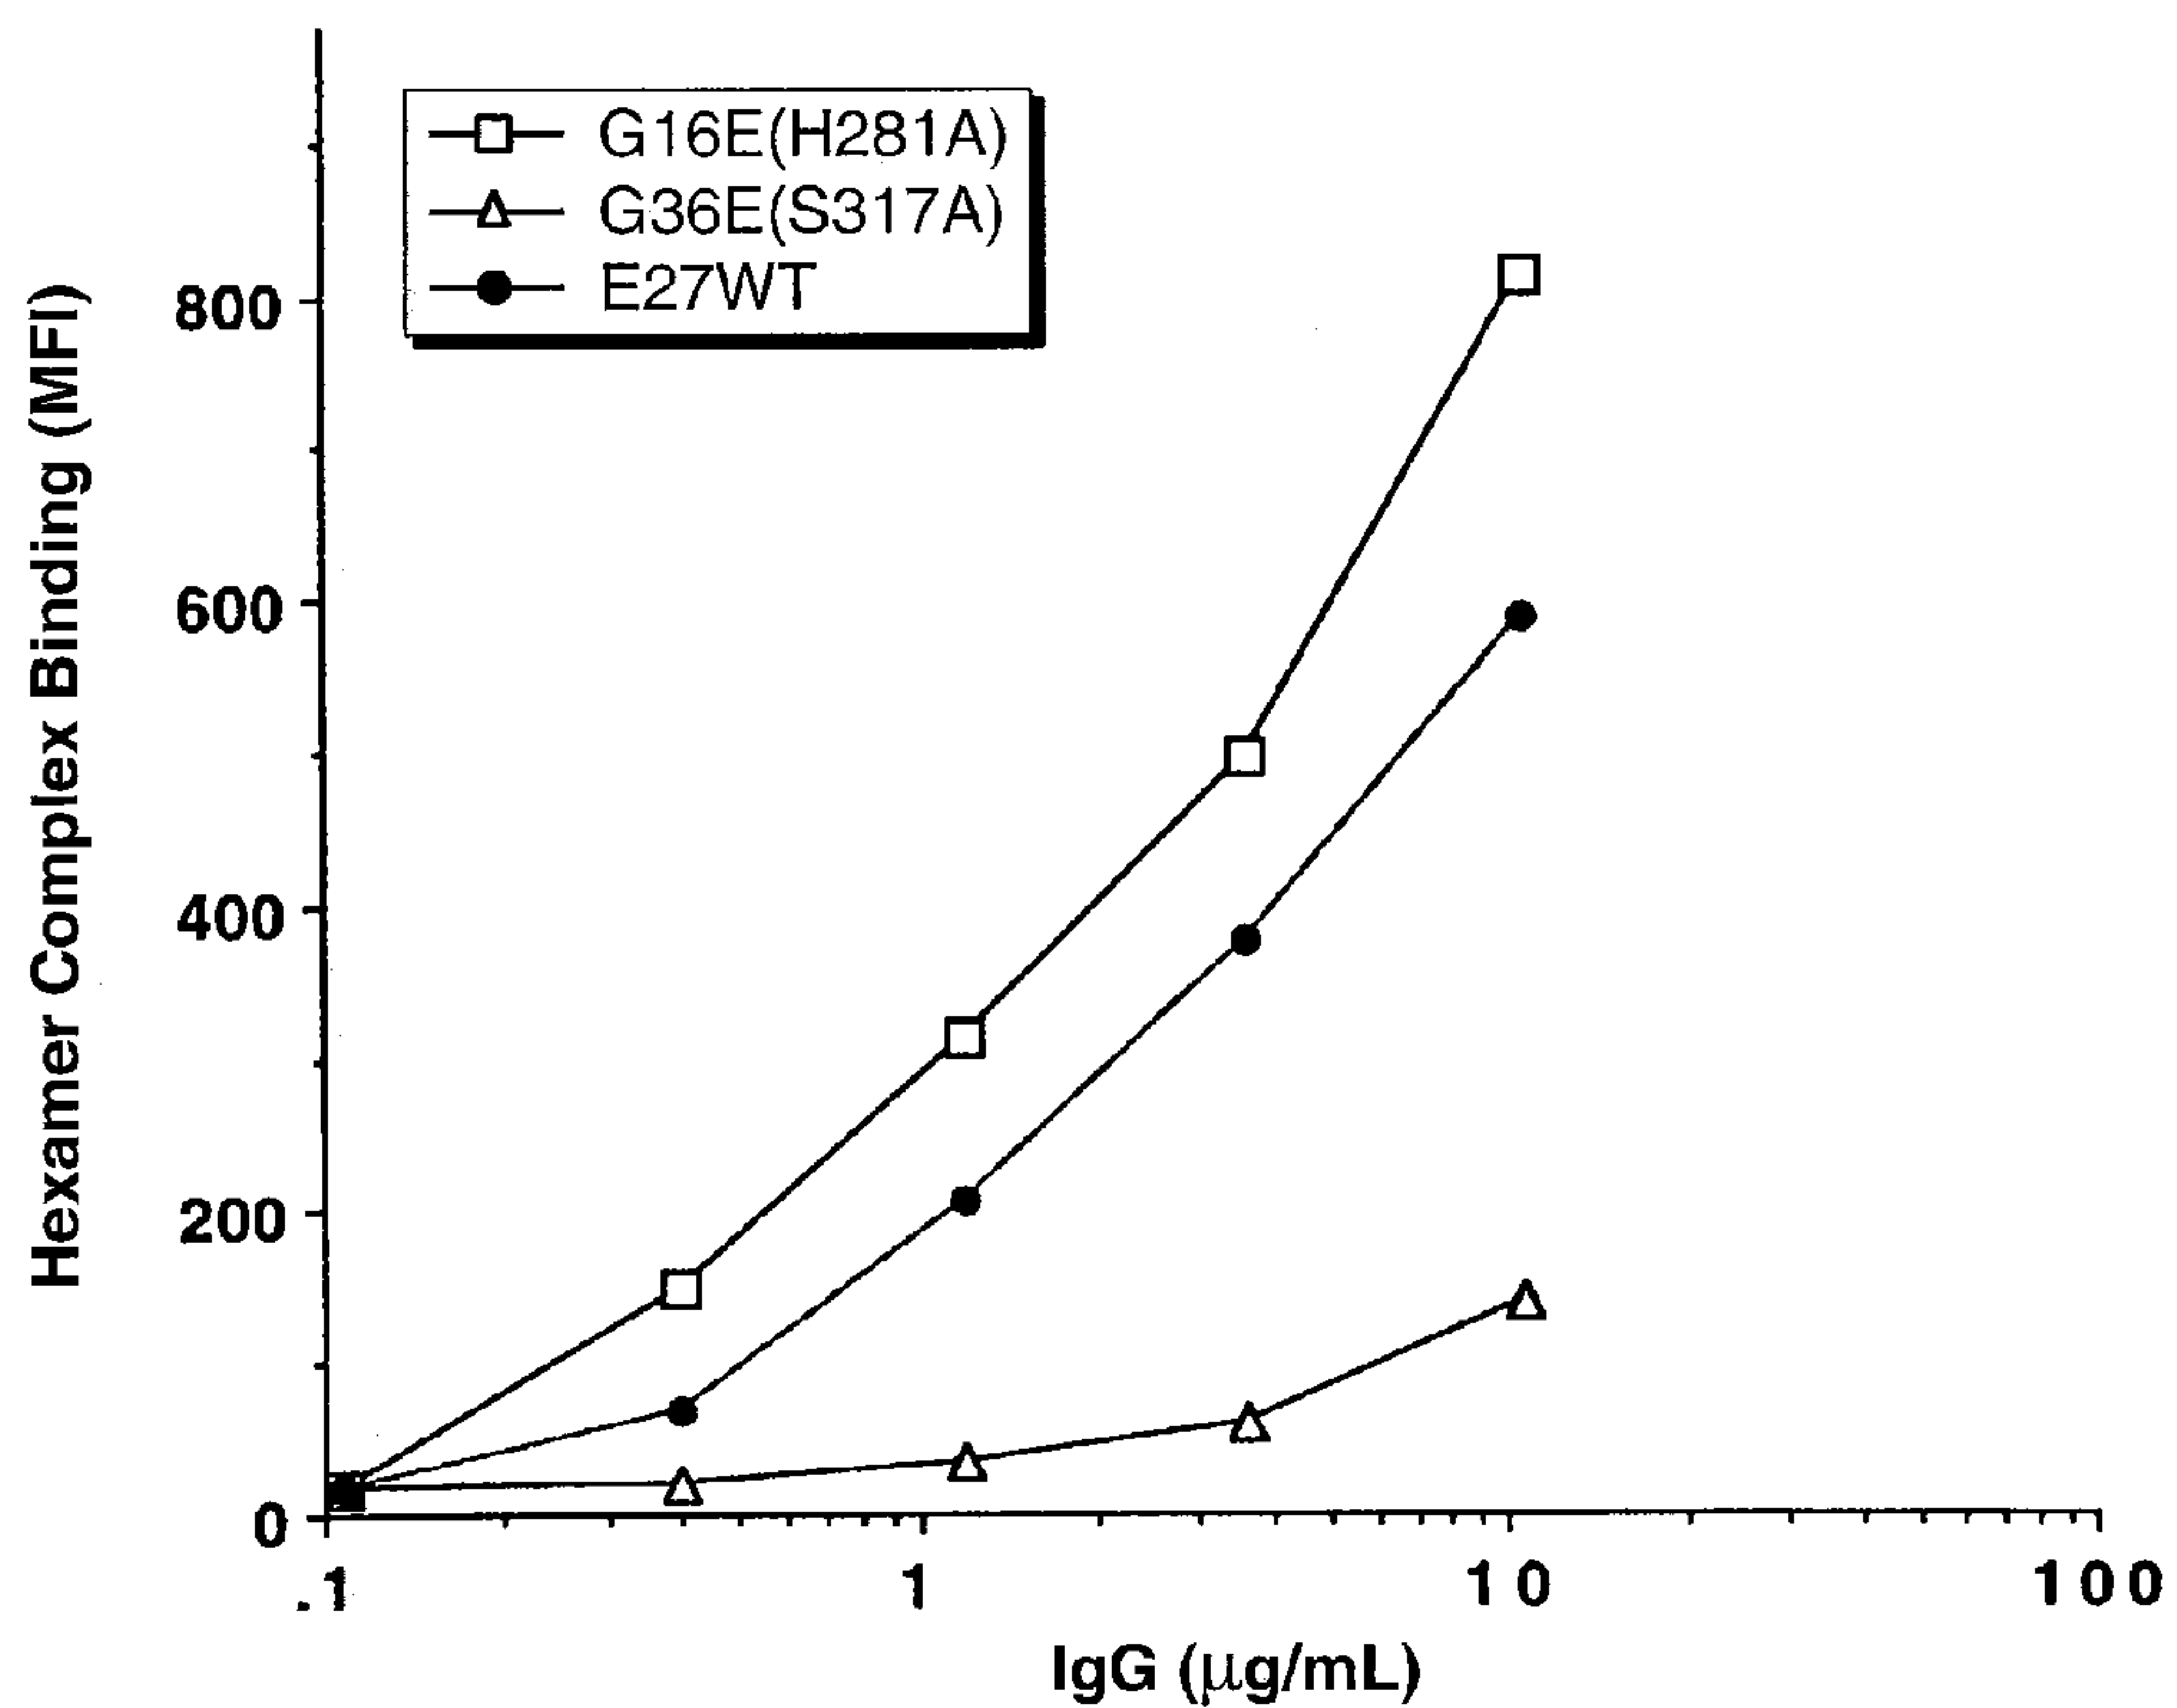 G16E(H281A)
G36E(S317A)
E27WT
Hexamer Complex Binding (MFI)
800
600
400
200
0
.1
1
10
100
IgG (µg/mL)